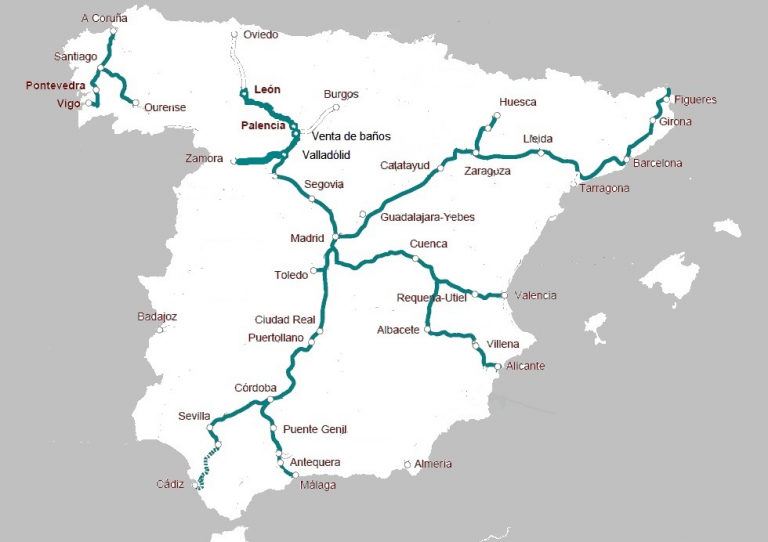 A Coruña
Oviedo
Santiago
León
Burgos
Pontevedra
Huesca
Figueres
Vigo
Ourense
Palencia
Girona
Venta de baños
Lleida
Zamora
Valladolid
Calatayud
Zaragoza
Barcelona
Segovia
Tarragona
Guadalajara-Yebes
Madrid
Cuenca
Toledo
Requena-Utiel
Valencia
Badajoz
Ciudad Real
Albacete
Puertollano
Villena
Alicante
Córdoba
Sevilla
Puente Genil
Antequera
Almeria
Cádiz
Málaga